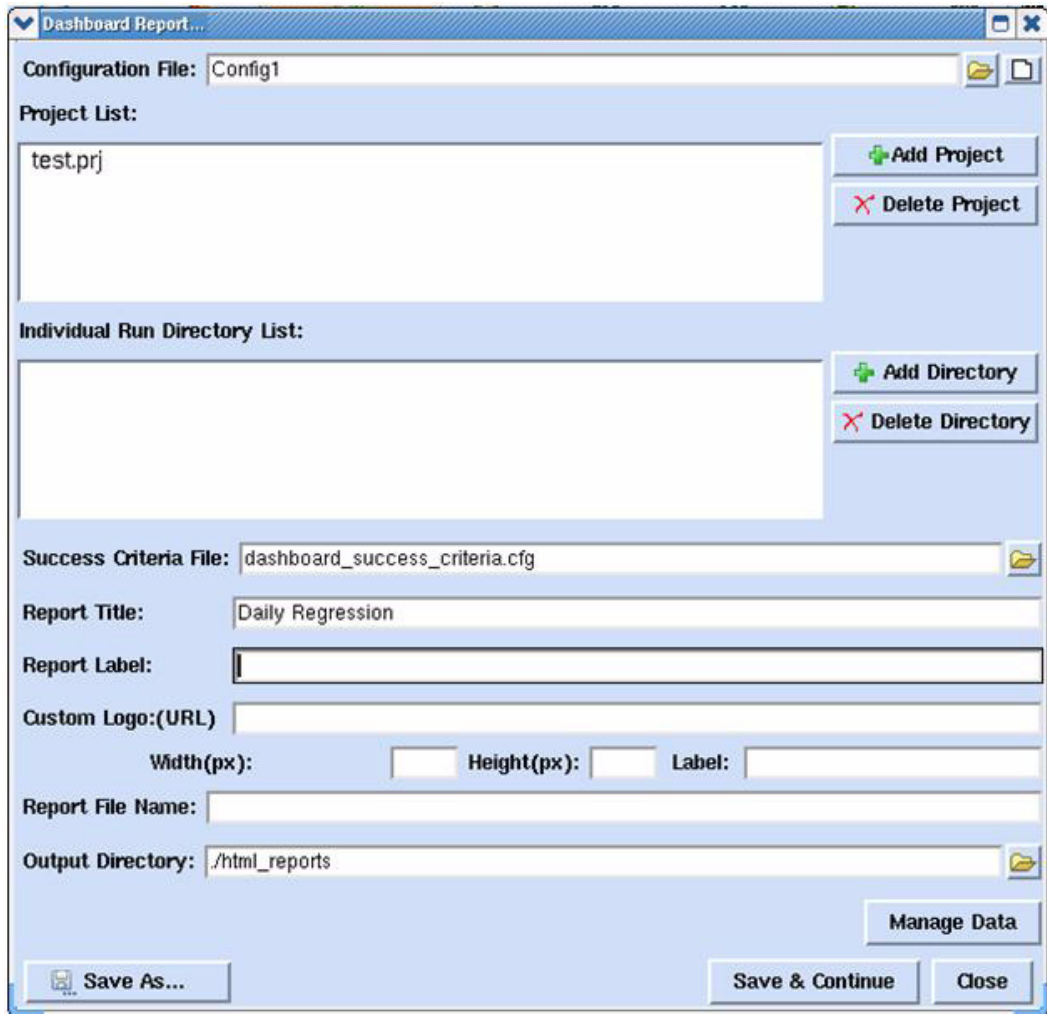 Dashboard Report...
Configuration File: Config1
Project List:
test.prj
Add Project
Delete Project
Individual Run Directory List:
Add Directory
Delete Directory
Success Criteria File: dashboard_success_criteria.cfg
Report Title: Daily Regression
Report Label:
Custom Logo:(URL)
Width(px): Height(px): Label:
Report File Name:
Output Directory: ./html_reports
Manage Data
Save As... Save & Continue Close